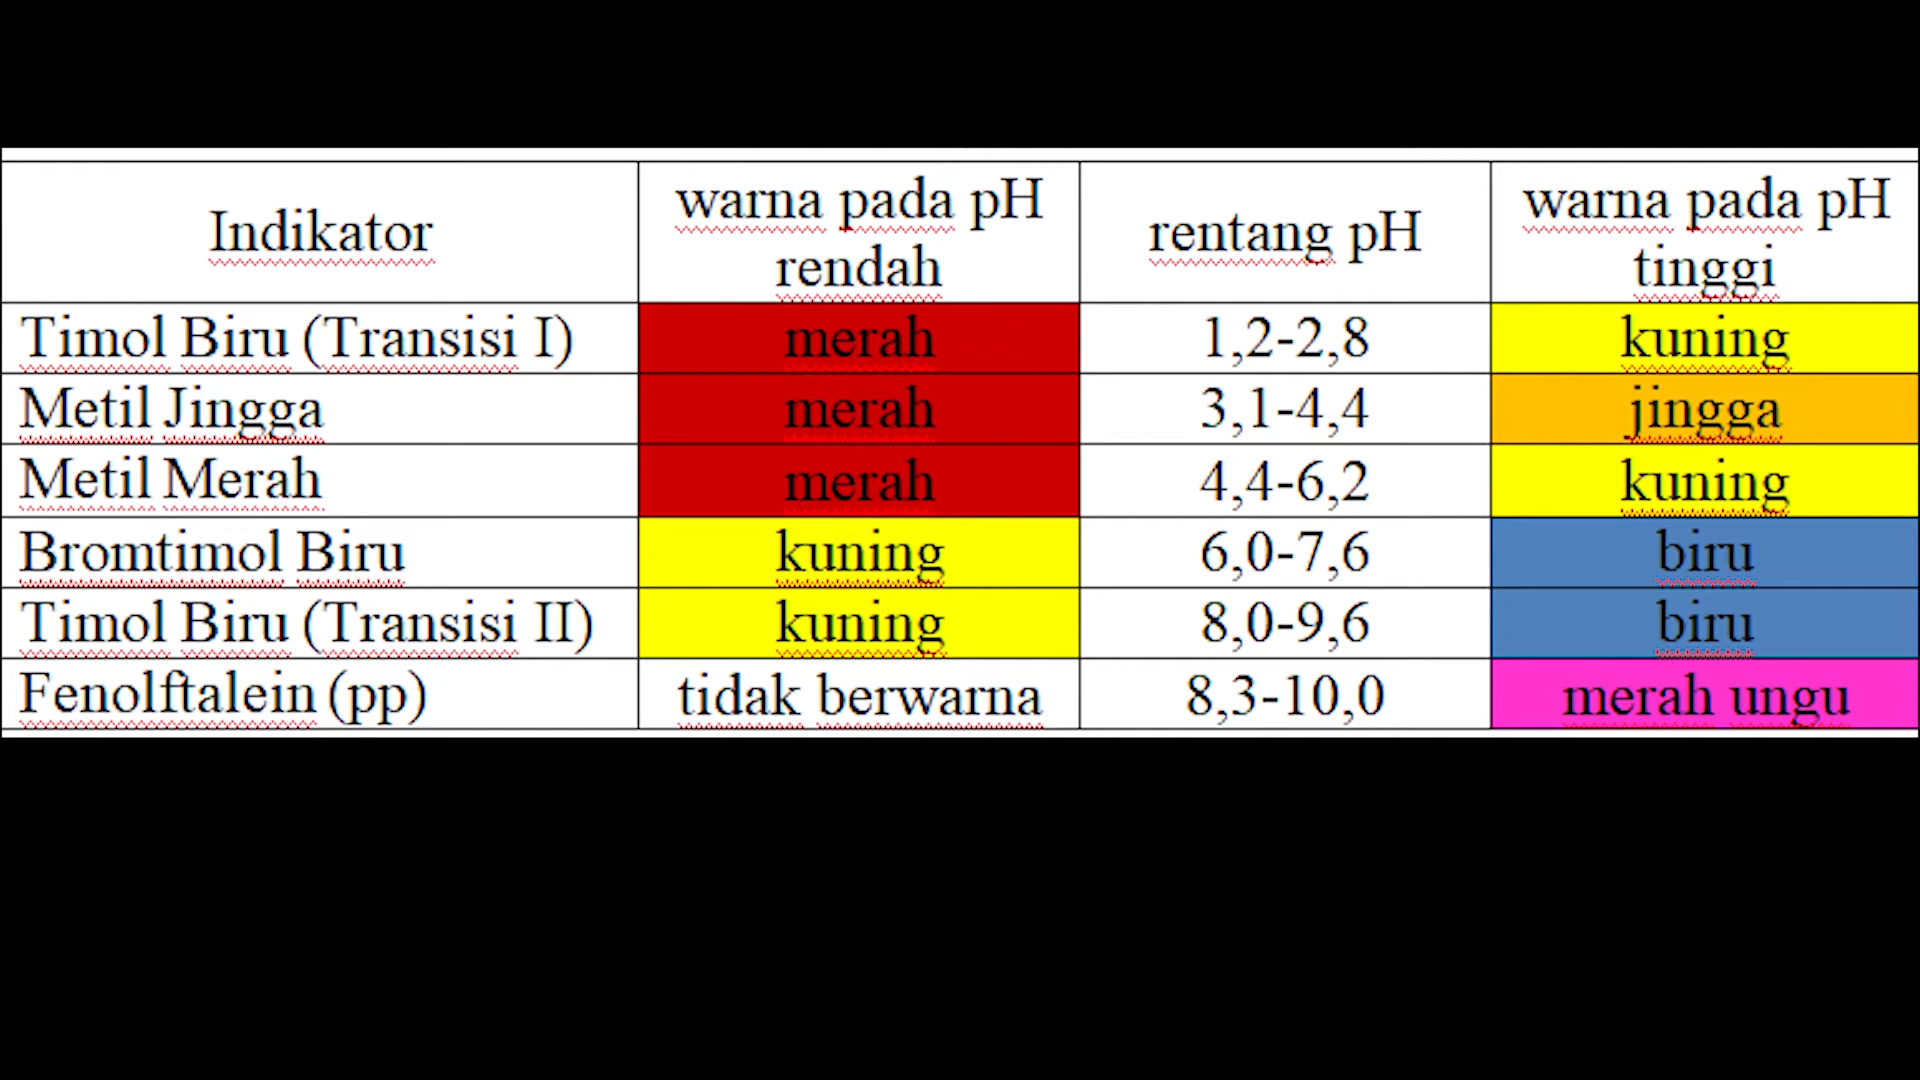 Indikator warna pada pH rendah rentang pH warna pada pH tinggi
Timol Biru (Transisi I) merah 1,2-2,8 kuning
Metil Jingga merah 3,1-4,4 jingga
Metil Merah merah 4,4-6,2 kuning
Bromtimol Biru kuning 6,0-7,6 biru
Timol Biru (Transisi II) kuning 8,0-9,6 biru
Fenolftalein (pp) tidak berwarna 8,3-10,0 merah ungu